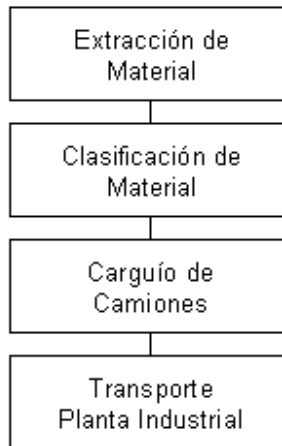 Extracción de
Material
Clasificación de
Material
Carguío de
Camiones
Transporte
Planta Industrial